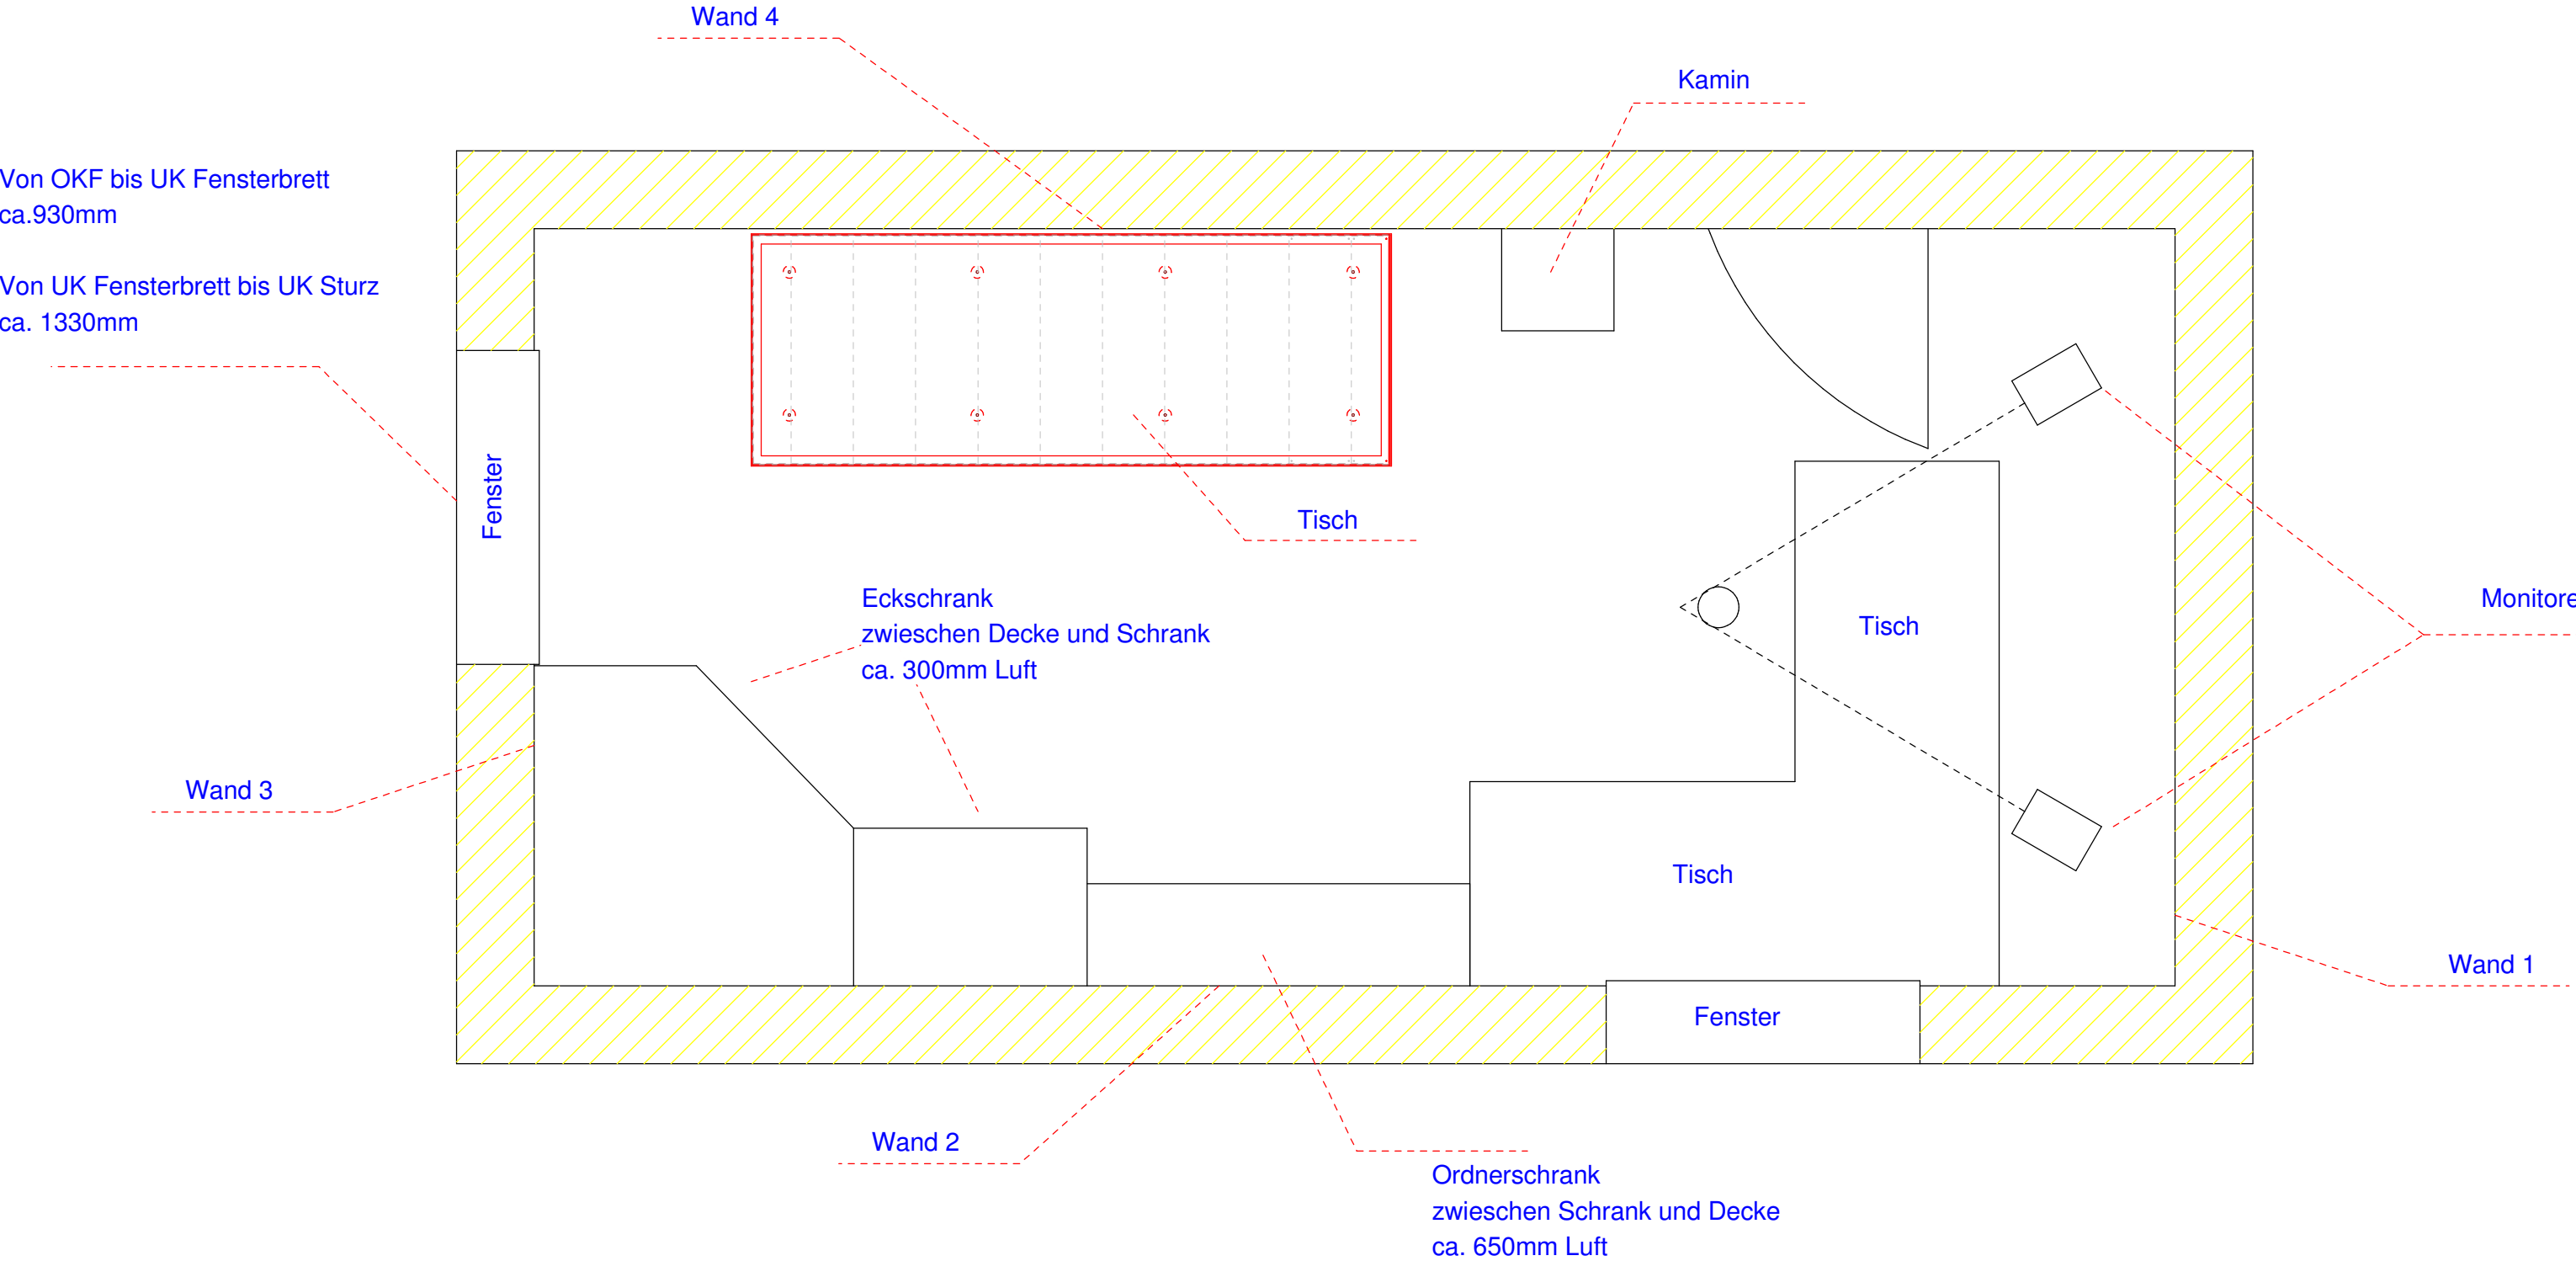 Wand 4
Kamin
Von OKF bis UK Fensterbrett
ca.930mm
Von UK Fensterbrett bis UK Sturz
ca. 1330mm
Fenster
Tisch
Eckschrank
zwieschen Decke und Schrank
ca. 300mm Luft
Tisch
Monitore
Wand 3
Tisch
Wand 1
Fenster
Wand 2
Ordnerschrank
zwieschen Schrank und Decke
ca. 650mm Luft